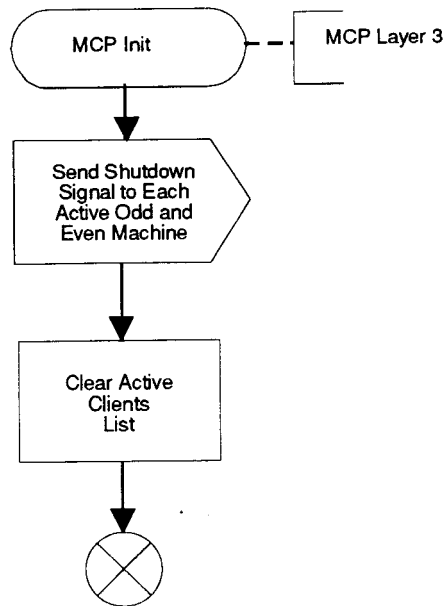 MCP Init
MCP Layer 3
Send Shutdown
Signal to Each
Active Odd and
Even Machine
Clear Active
Clients
List